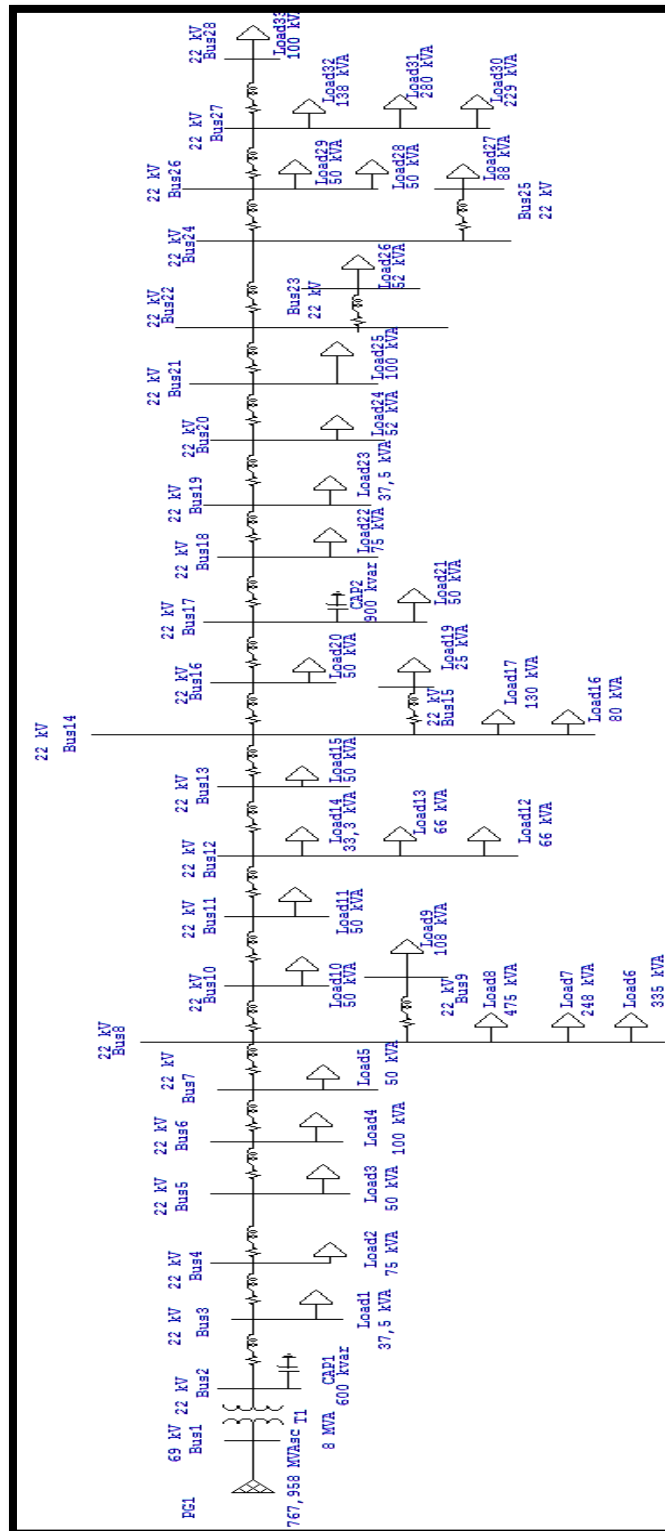 PG1
767,958 MVAsc
69 kV
Bus1
T1
8 MVA
22 kV
Bus2
CAP1
600 kvar
22 kV
Bus3
Load1
37,5 kVA
22 kV
Bus4
Load2
75 kVA
22 kV
Bus5
Load3
50 kVA
22 kV
Bus6
Load4
100 kVA
22 kV
Bus7
Load5
50 kVA
22 kV
Bus8
Load9
108 kVA
22 kV
Bus9
Load8
475 kVA
Load7
248 kVA
Load6
335 kVA
22 kV
Bus10
Load10
50 kVA
22 kV
Bus11
Load11
50 kVA
22 kV
Bus12
Load14
33,3 kVA
Load13
66 kVA
Load12
66 kVA
22 kV
Bus13
Load15
50 kVA
22 kV
Bus14
Load19
25 kVA
22 kV
Bus15
Load17
130 kVA
Load16
80 kVA
22 kV
Bus16
Load20
50 kVA
22 kV
Bus17
CAP2
900 kvar
Load21
50 kVA
22 kV
Bus18
Load22
75 kVA
22 kV
Bus19
Load23
37,5 kVA
22 kV
Bus20
Load24
52 kVA
22 kV
Bus21
Load25
100 kVA
22 kV
Bus22
Bus23
22 kV
Load26
52 kVA
22 kV
Bus24
Load27
88 kVA
Bus25
22 kV
22 kV
Bus26
Load29
50 kVA
Load28
50 kVA
22 kV
Bus27
Load32
138 kVA
Load31
280 kVA
Load30
229 kVA
22 kV
Bus28
Load33
100 kVA